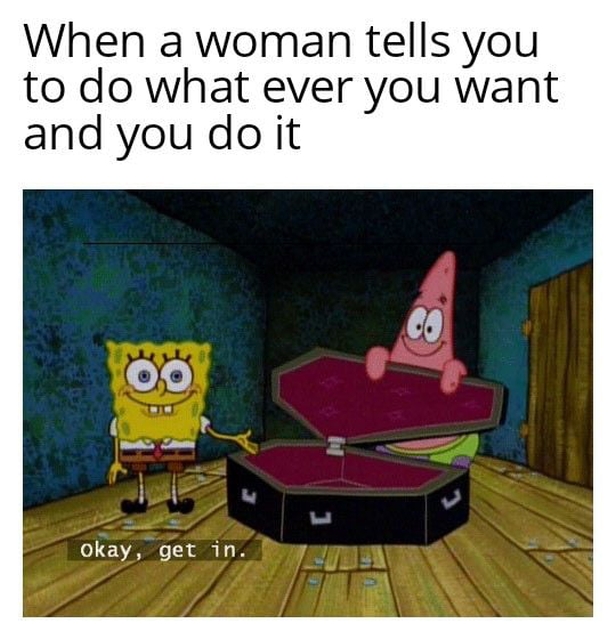 When a woman tells you
to do what ever you want
and you do it
Okay, get in.